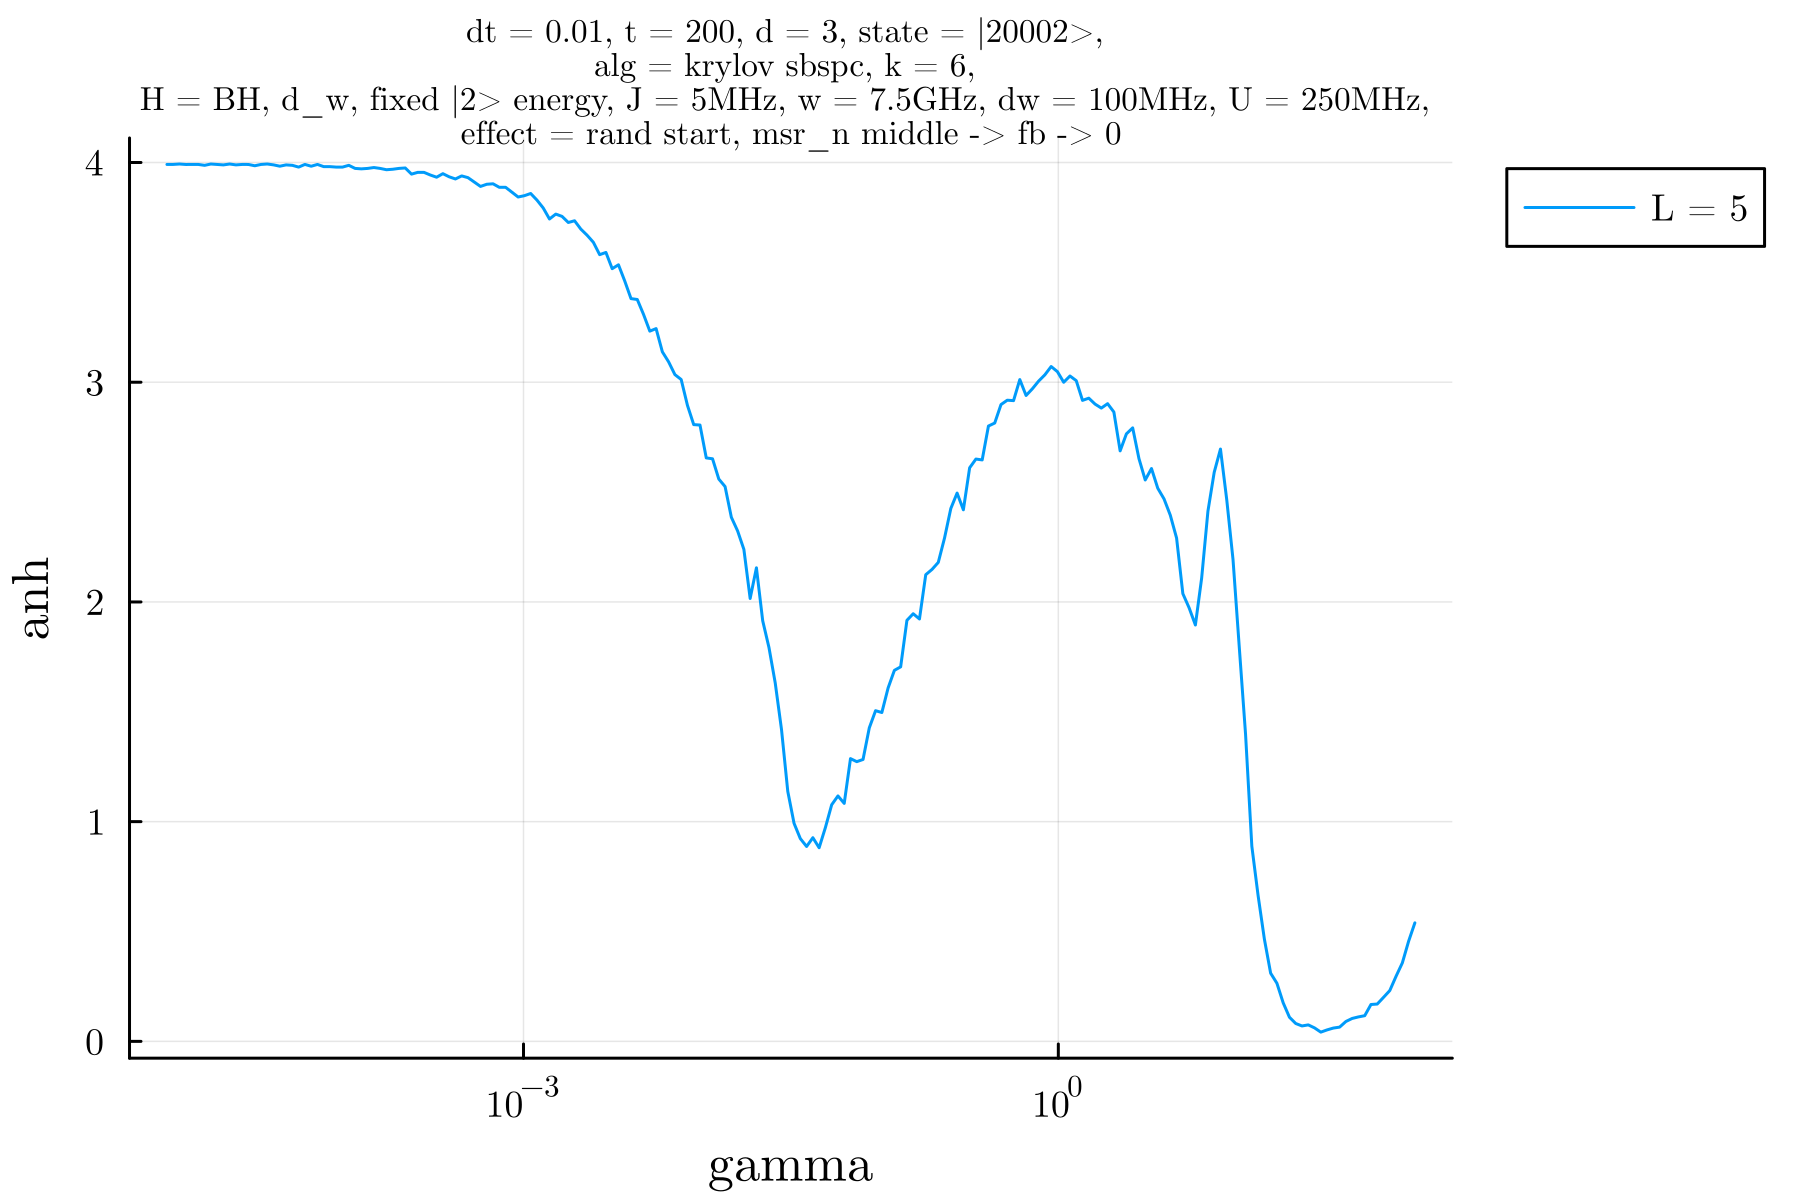 dt = 0.01, t = 200, d = 3, state = |20002>,
alg = krylov sbspc, k = 6,
H = BH, d_w, fixed |2> energy, J = 5MHz, w = 7.5GHz, dw = 100MHz, U = 250MHz,
effect = rand start, msr_n middle -> fb -> 0
L = 5
4
3
2
1
0
anh
10⁻³
10⁰
gamma